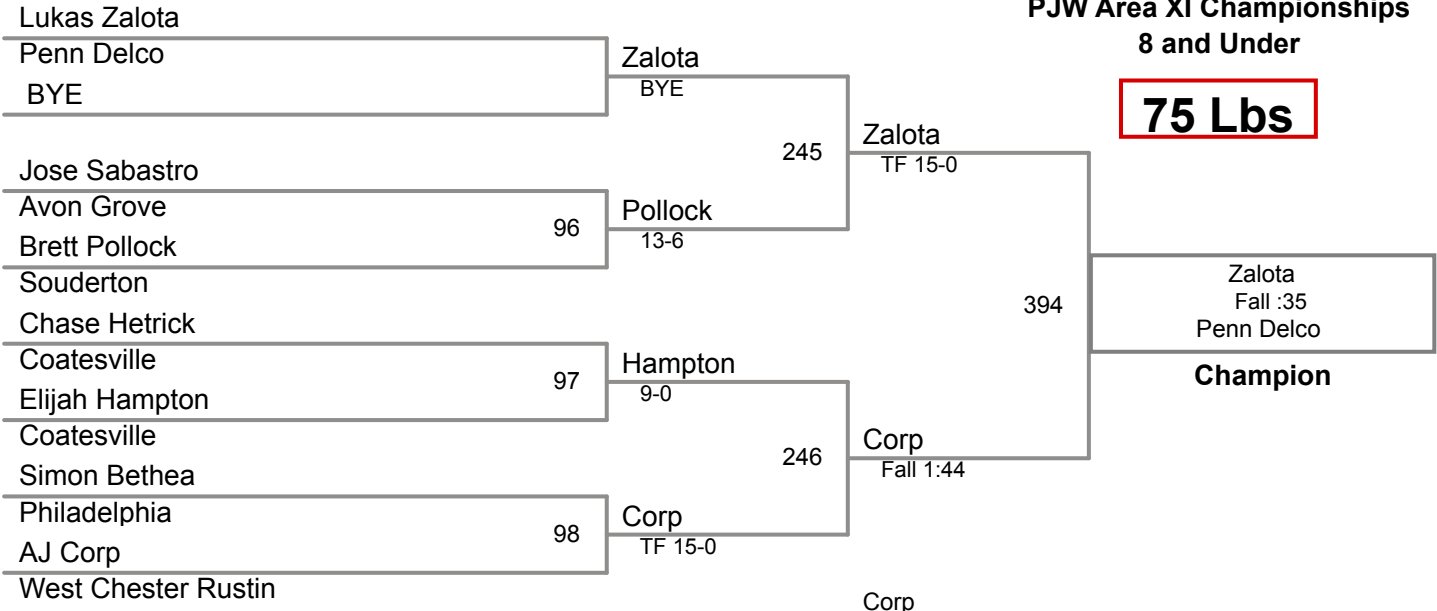 PJW Area XI Championships
8 and Under
75 Lbs
Lukas Zalota
Penn Delco
BYE
Jose Sabastro
Avon Grove
Brett Pollock
Souderton
Chase Hetrick
Coatesville
Elijah Hampton
Coatesville
Simon Bethea
Philadelphia
AJ Corp
West Chester Rustin
96
97
98
Zalota
BYE
Pollock
13-6
Hampton
9-0
Corp
TF 15-0
245
246
Zalota
TF 15-0
Corp
Fall 1:44
394
Zalota
Fall :35
Penn Delco
Champion
Corp